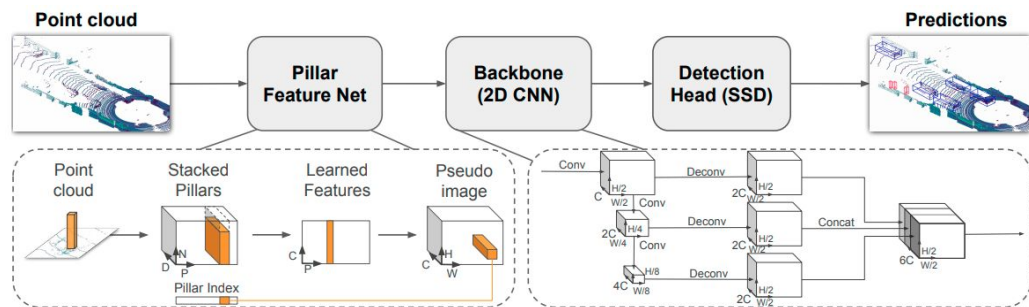 Point cloud
Predictions
Pillar
Feature Net
Backbone
(2D CNN)
Detection
Head (SSD)
Point
cloud
Stacked
Pillars
Learned
Features
Pseudo
image
N
D
P
C
P
H
C
W
Pillar Index
Conv
H/2
W/2
C
Conv
H/4
2C
W/4
Conv
H/8
4C
W/8
Deconv
H/2
2C
W/2
Deconv
H/2
2C
W/2
Deconv
H/2
2C
W/2
Concat
H/2
6C
W/2